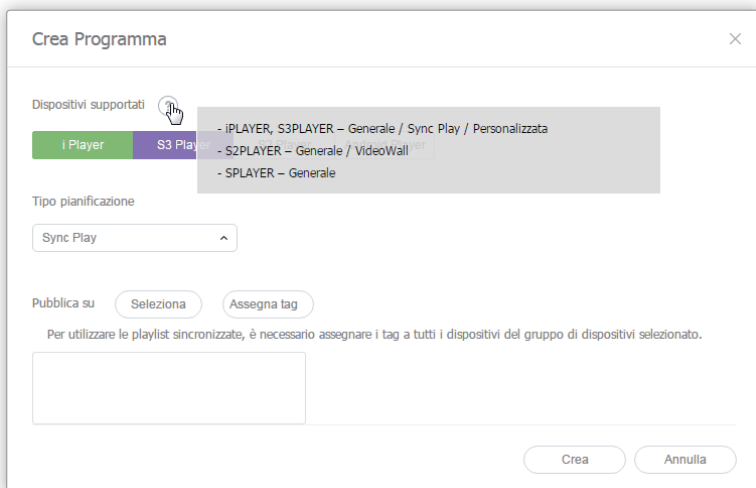 Crea Programma
Dispositivi supportati ?
- iPLAYER, S3PLAYER – Generale / Sync Play / Personalizzata
- S2PLAYER – Generale / VideoWall
- SPLAYER – Generale
i Player S3 Player
Tipo pianificazione
Sync Play
Pubblica su Seleziona Assegna tag
Per utilizzare le playlist sincronizzate, è necessario assegnare i tag a tutti i dispositivi del gruppo di dispositivi selezionato.
Crea Annulla